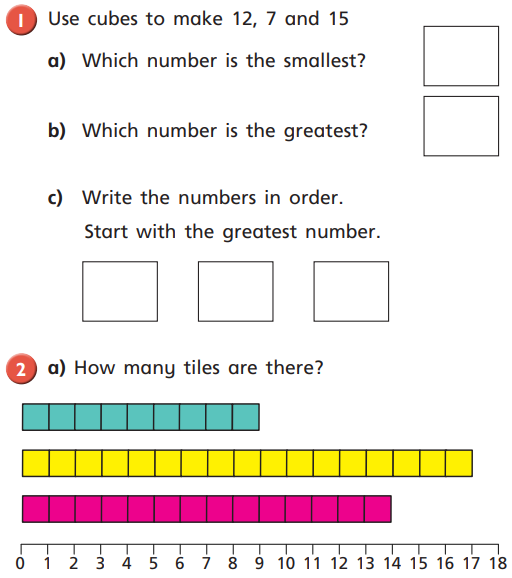 1 Use cubes to make 12, 7 and 15
a) Which number is the smallest?
b) Which number is the greatest?
c) Write the numbers in order.
Start with the greatest number.
2 a) How many tiles are there?
0 1 2 3 4 5 6 7 8 9 10 11 12 13 14 15 16 17 18